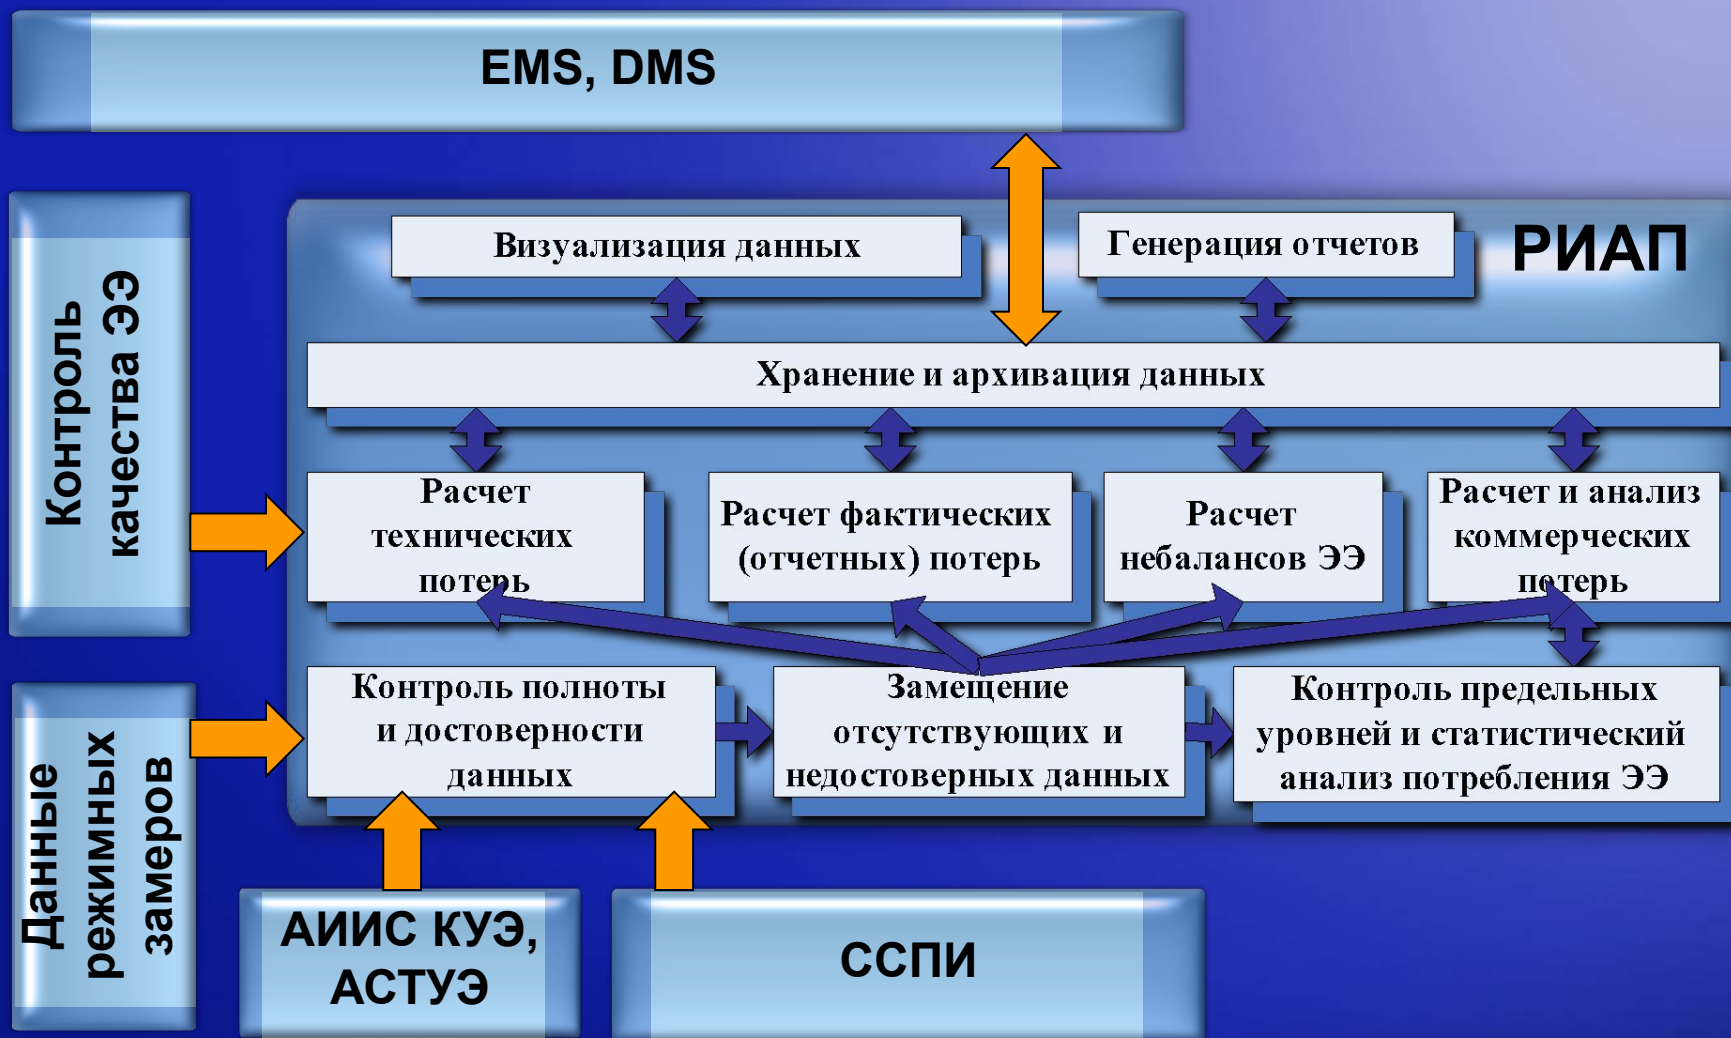 EMS, DMS
Контроль
качества ЭЭ
РИАП
Визуализация данных
Генерация отчетов
Хранение и архивация данных
Расчет
технических
потерь
Расчет фактических
(отчетных) потерь
Расчет
небалансов ЭЭ
Расчет и анализ
коммерческих
потерь
Данные
режимных
замеров
Контроль полноты
и достоверности
данных
Замещение
отсутствующих и
недостоверных данных
Контроль предельных
уровней и статистический
анализ потребления ЭЭ
АИИС КУЭ,
АСТУЭ
ССПИ